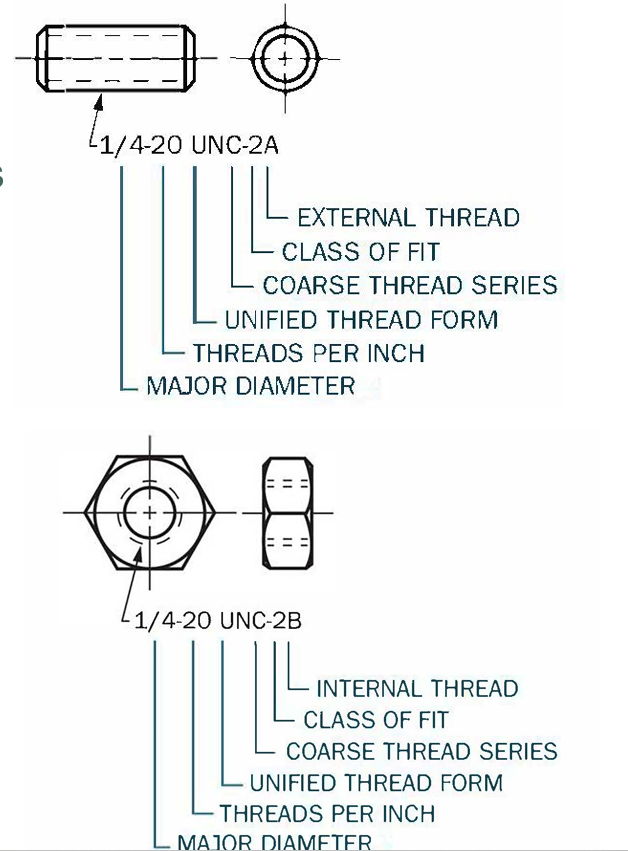 1/4-20 UNC-2A
S
EXTERNAL THREAD
CLASS OF FIT
COARSE THREAD SERIES
UNIFIED THREAD FORM
THREADS PER INCH
MAJOR DIAMETER
1/4-20 UNC-2B
INTERNAL THREAD
CLASS OF FIT
COARSE THREAD SERIES
UNIFIED THREAD FORM
THREADS PER INCH
MAJOR DIAMETER